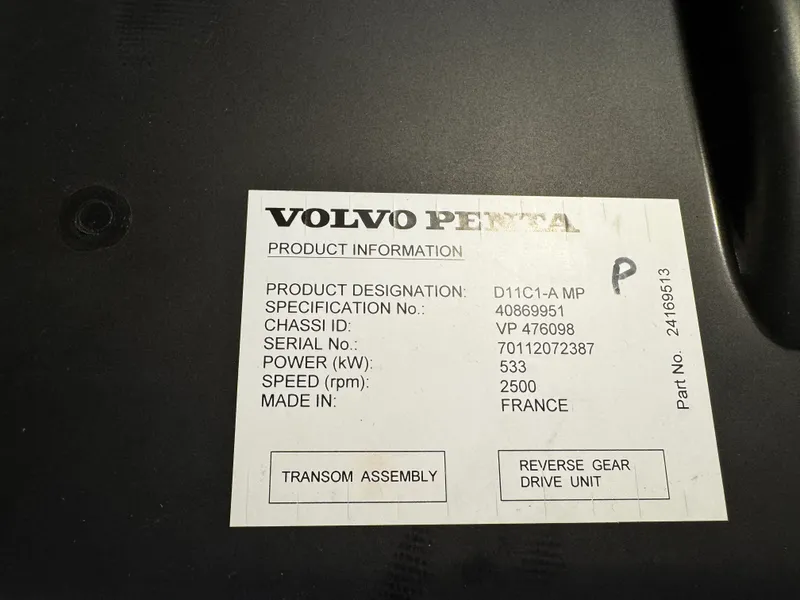 VOLVO PENTA
PRODUCT INFORMATION
P
PRODUCT DESIGNATION: D11C1-A MP
SPECIFICATION No.: 40869951
CHASSI ID: VP 476098
SERIAL No.: 70112072387
POWER (kW): 533
SPEED (rpm): 2500
MADE IN: FRANCE
Part No. 24169513
TRANSOM ASSEMBLY
REVERSE GEAR
DRIVE UNIT